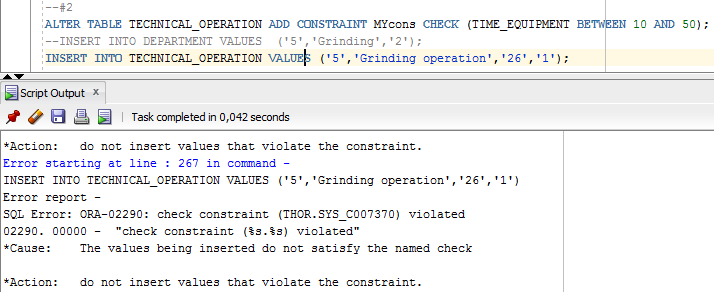 --#2
ALTER TABLE TECHNICAL_OPERATION ADD CONSTRAINT MYcons CHECK (TIME_EQUIPMENT BETWEEN 10 AND 50);
--INSERT INTO DEPARTMENT VALUES  ('5','Grinding','2');
INSERT INTO TECHNICAL_OPERATION VALUES ('5','Grinding operation','26','1');
Script Output x
Task completed in 0,042 seconds
*Action:   do not insert values that violate the constraint.
Error starting at line : 267 in command -
INSERT INTO TECHNICAL_OPERATION VALUES ('5','Grinding operation','26','1')
Error report -
SQL Error: ORA-02290: check constraint (THOR.SYS_C007370) violated
02290. 00000 -  "check constraint (%s.%s) violated"
*Cause:    The values being inserted do not satisfy the named check
*Action:   do not insert values that violate the constraint.